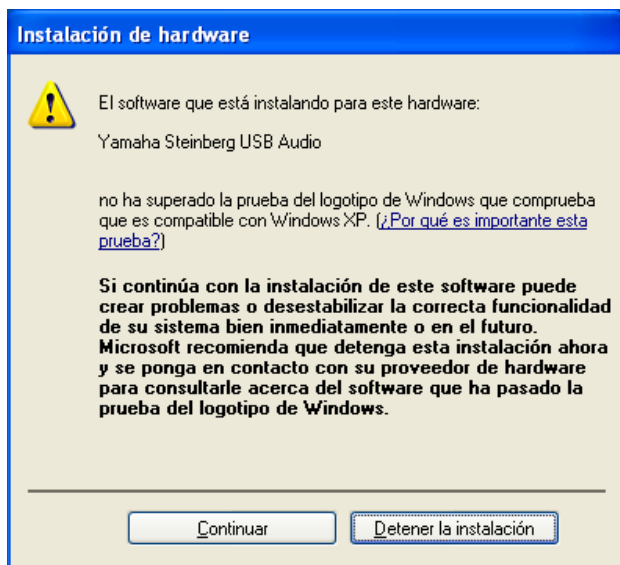 Instalación de hardware
El software que está instalando para este hardware:
Yamaha Steinberg USB Audio
no ha superado la prueba del logotipo de Windows que comprueba
que es compatible con Windows XP. (¿Por qué es importante esta
prueba?)
Si continúa con la instalación de este software puede
crear problemas o desestabilizar la correcta funcionalidad
de su sistema bien inmediatamente o en el futuro.
Microsoft recomienda que detenga esta instalación ahora
y se ponga en contacto con su proveedor de hardware
para consultarle acerca del software que ha pasado la
prueba del logotipo de Windows.
Continuar
Detener la instalación